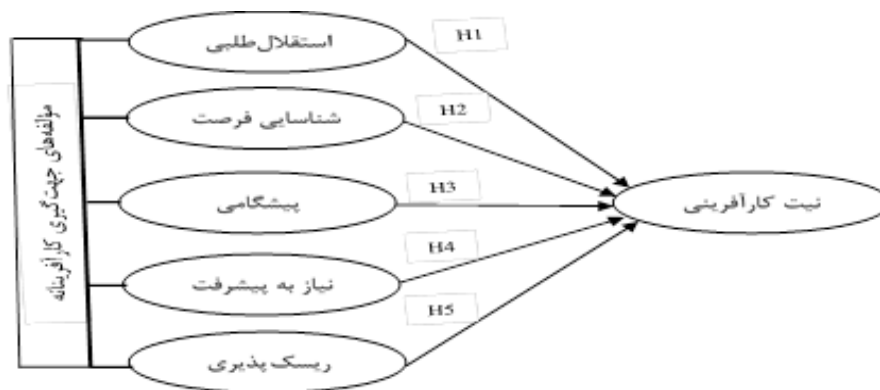 استقلال‌طلبی
H1
شناسایی فرصت
H2
پیشگامی
H3
نیاز به پیشرفت
H4
ریسک‌پذیری
H5
مؤلفه‌های جهت‌گیری کارآفرینانه
نیت کارآفرینی